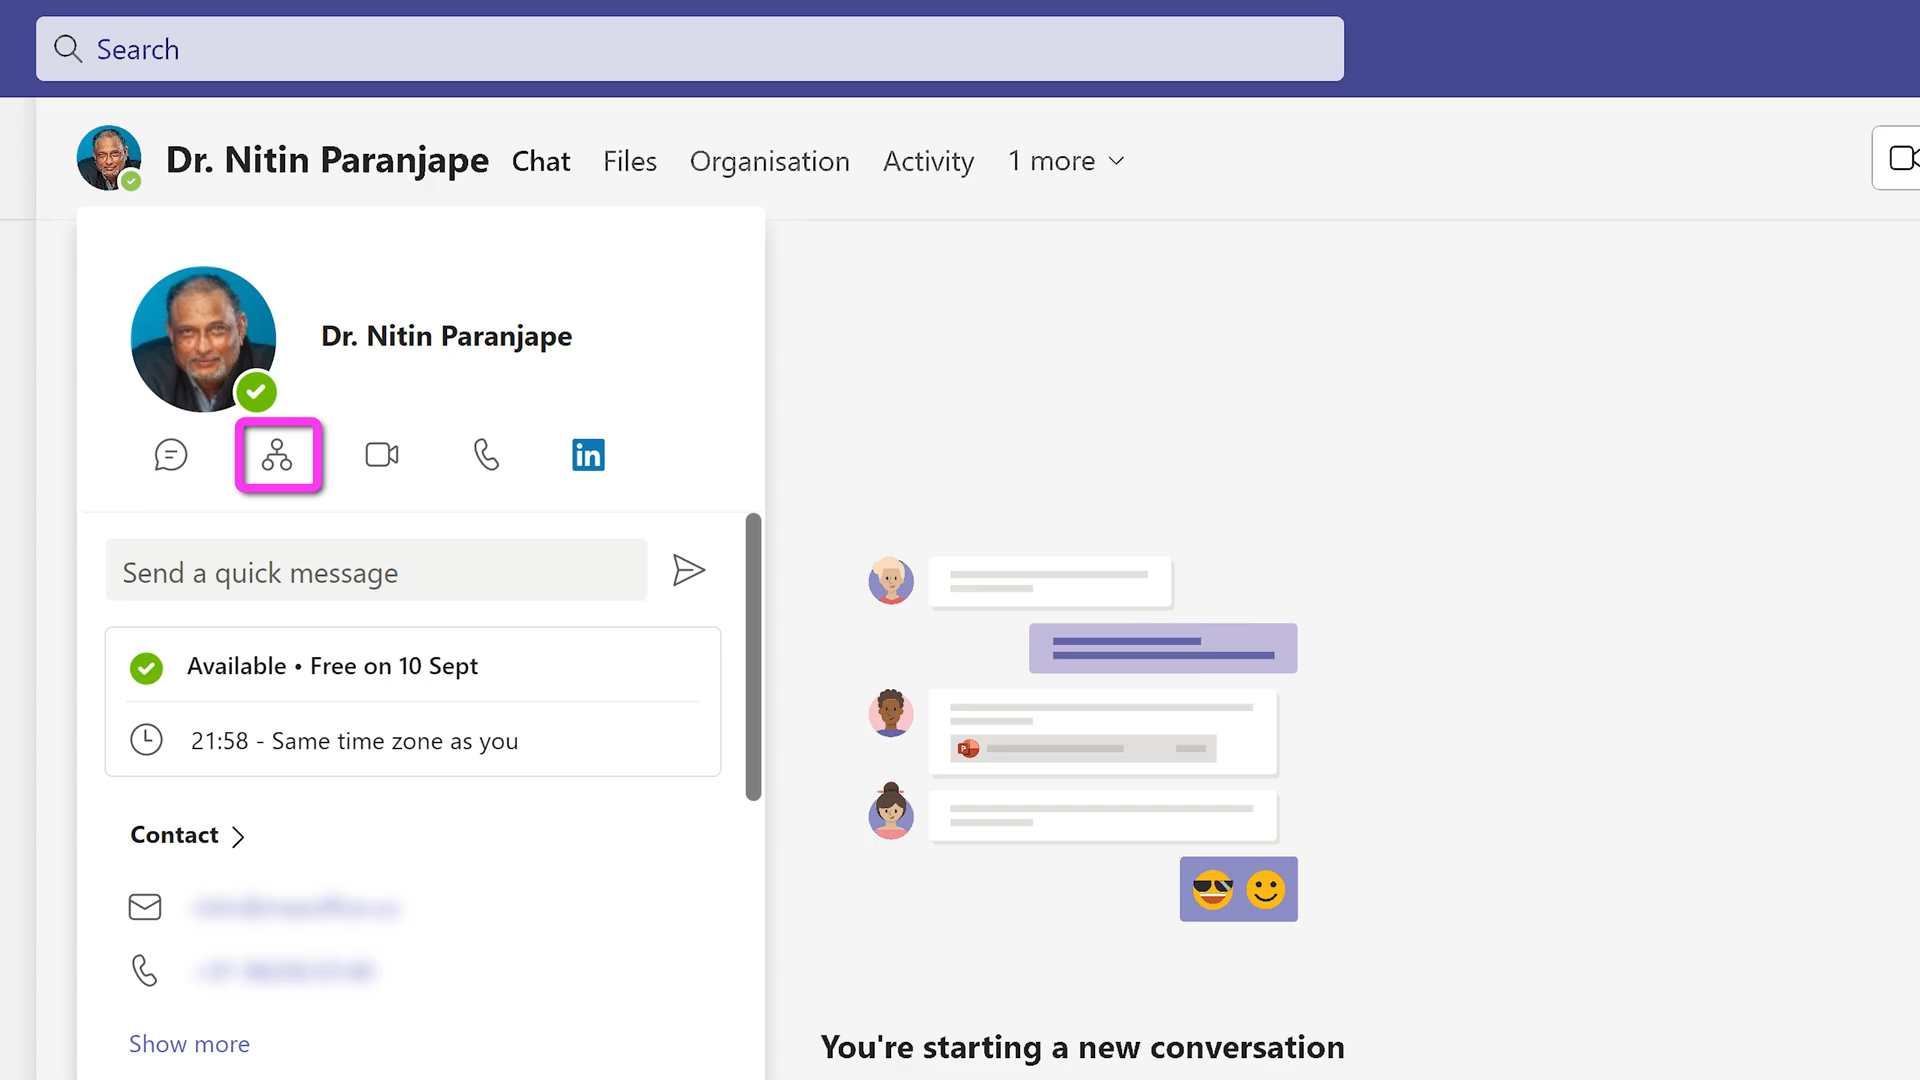 Search
Dr. Nitin Paranjape Chat Files Organisation Activity 1 more
Dr. Nitin Paranjape
in
Send a quick message
Available • Free on 10 Sept
21:58 - Same time zone as you
Contact
Show more
P
You're starting a new conversation